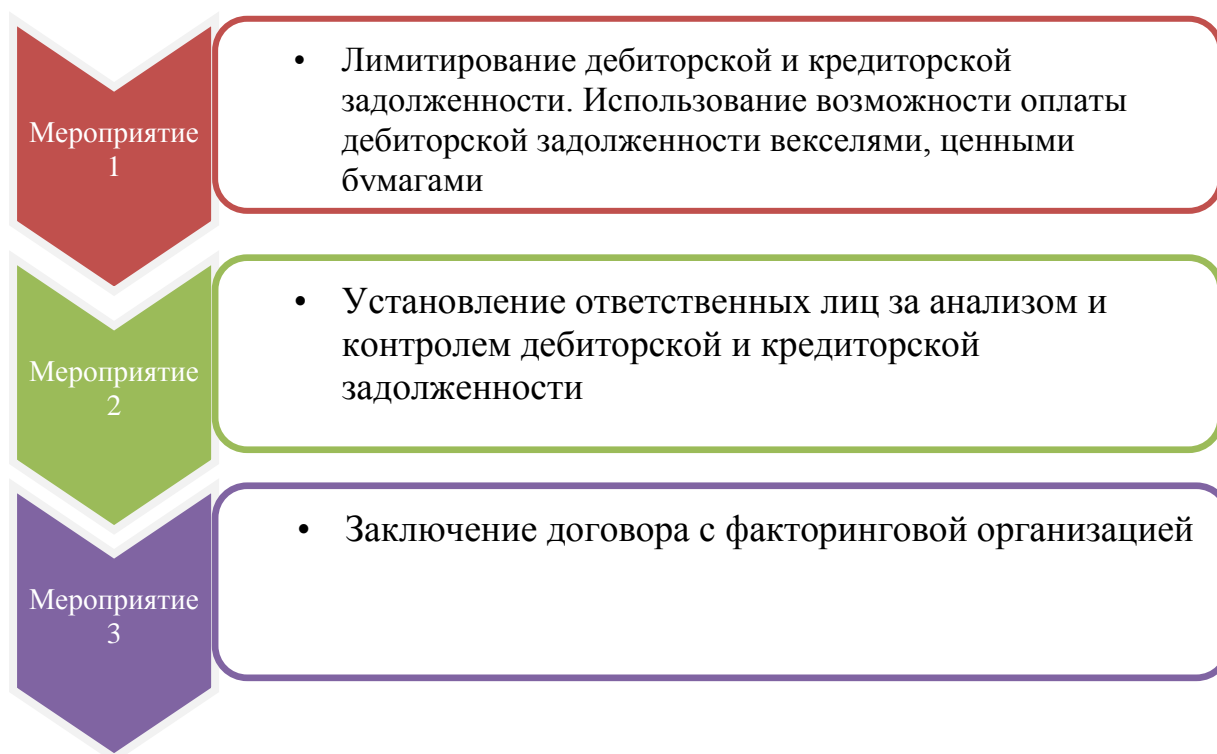 Мероприятие
1
• Лимитирование дебиторской и кредиторской
задолженности. Использование возможности оплаты
дебиторской задолженности векселями, ценными
бумагами
Мероприятие
2
• Установление ответственных лиц за анализом и
контролем дебиторской и кредиторской
задолженности
Мероприятие
3
• Заключение договора с факторинговой организацией